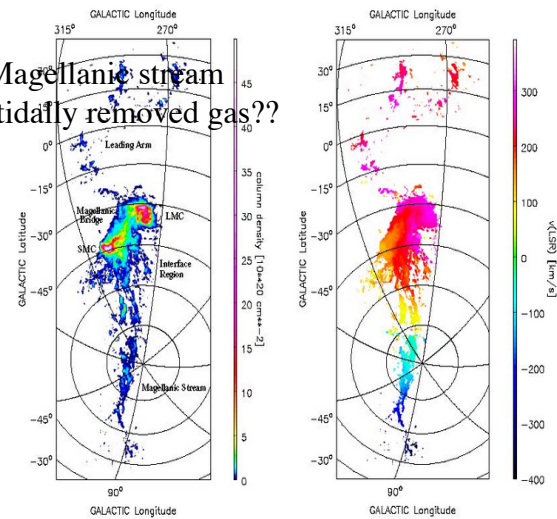 GALACTIC Longitude
315° 270°
GALACTIC Longitude
315° 270°
Magellanic stream
tidally removed gas??
30°
15°
0°
-15°
-30°
-45°
-45°
-30°
GALACTIC Latitude
Leading Arm
Magellanic
Bridge
LMC
SMC
Interface
Region
Magellanic Stream
90°
GALACTIC Longitude
45
40
35
30
25
20
15
10
5
0
column density [10**20 cm**-2]
30°
15°
0°
-15°
-30°
-45°
-45°
-30°
GALACTIC Latitude
90°
GALACTIC Longitude
300
200
100
0
-100
-200
-300
-400
v(LSR) [km/s]